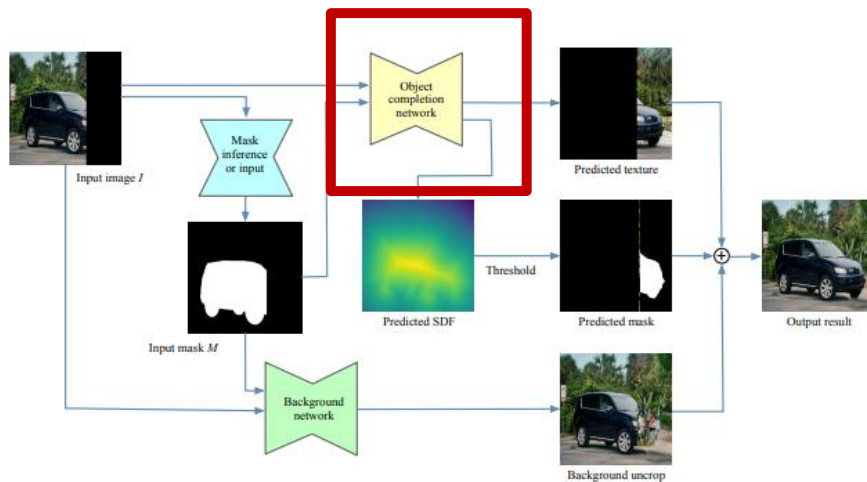 Object
completion
network
Mask
inference
or input
Input image I
Predicted texture
Threshold
Predicted SDF
Predicted mask
Output result
Input mask M
Background
network
Background uncrop